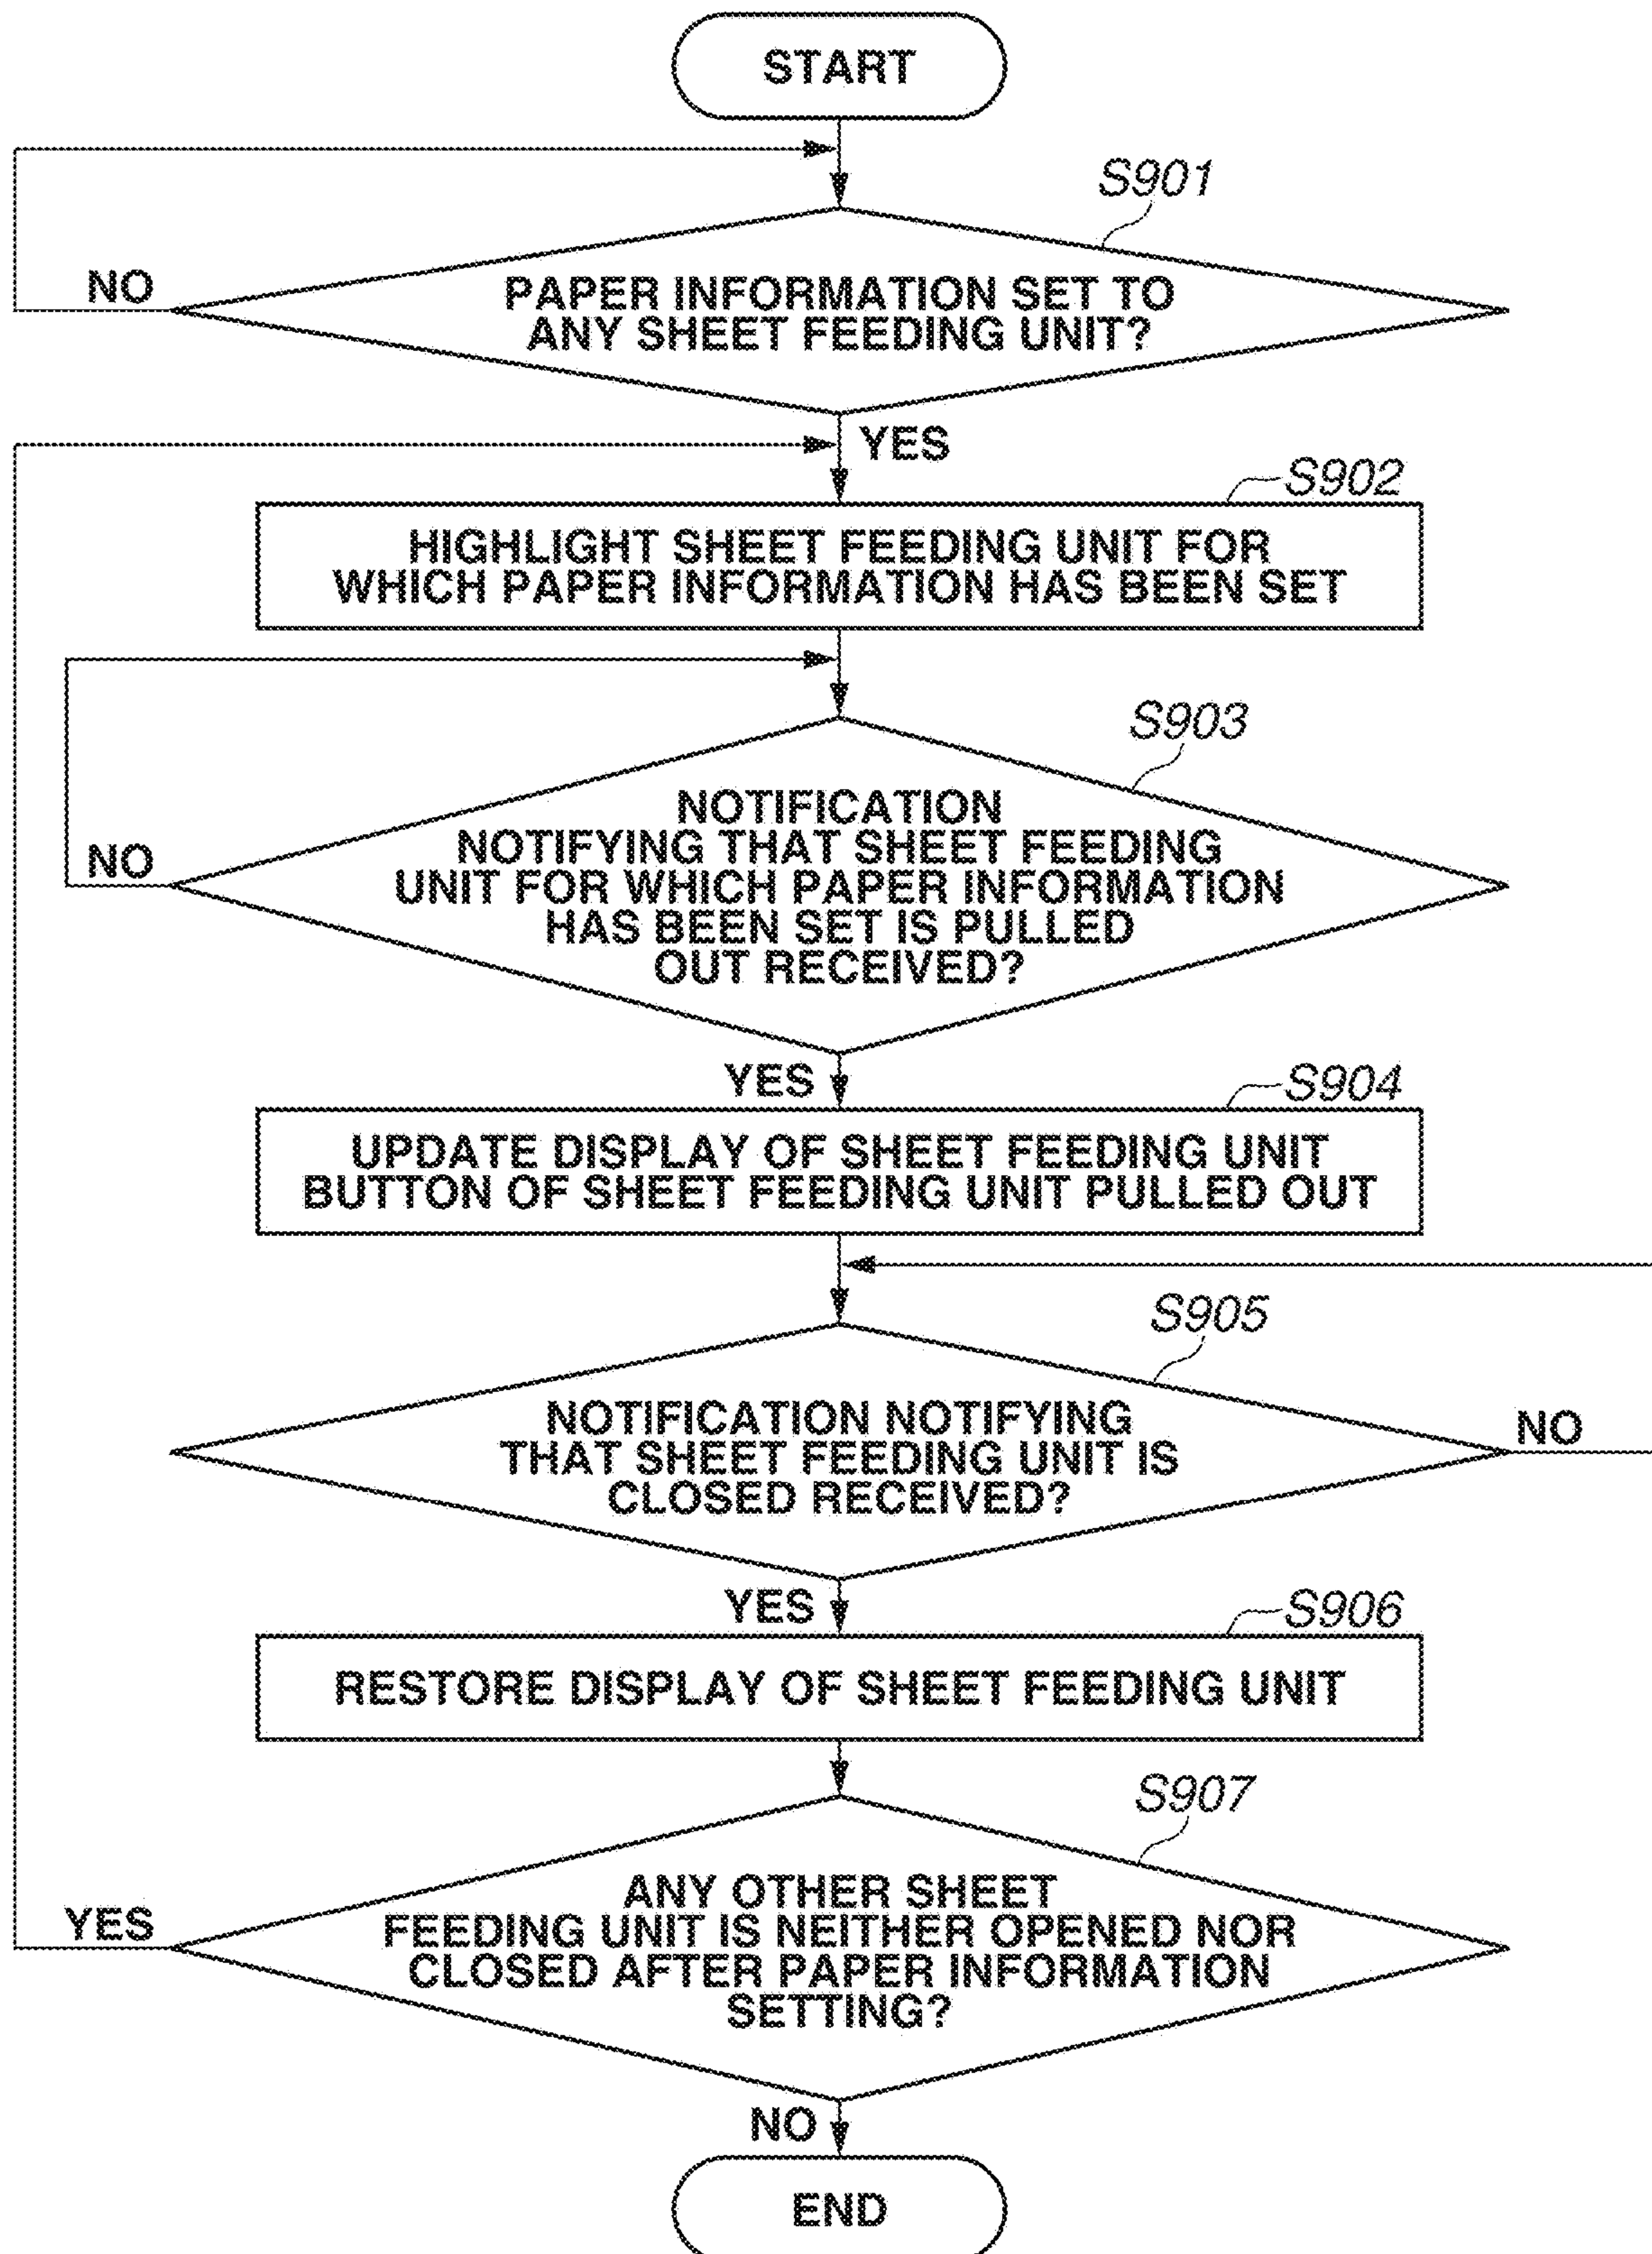 START
S901
NO
PAPER INFORMATION SET TO
ANY SHEET FEEDING UNIT?
YES
S902
HIGHLIGHT SHEET FEEDING UNIT FOR
WHICH PAPER INFORMATION HAS BEEN SET
S903
NO
NOTIFICATION
NOTIFYING THAT SHEET FEEDING
UNIT FOR WHICH PAPER INFORMATION
HAS BEEN SET IS PULLED
OUT RECEIVED?
YES
S904
UPDATE DISPLAY OF SHEET FEEDING UNIT
BUTTON OF SHEET FEEDING UNIT PULLED OUT
S905
NOTIFICATION NOTIFYING
THAT SHEET FEEDING UNIT IS
CLOSED RECEIVED?
NO
YES
S906
RESTORE DISPLAY OF SHEET FEEDING UNIT
S907
YES
ANY OTHER SHEET
FEEDING UNIT IS NEITHER OPENED NOR
CLOSED AFTER PAPER INFORMATION
SETTING?
NO
END